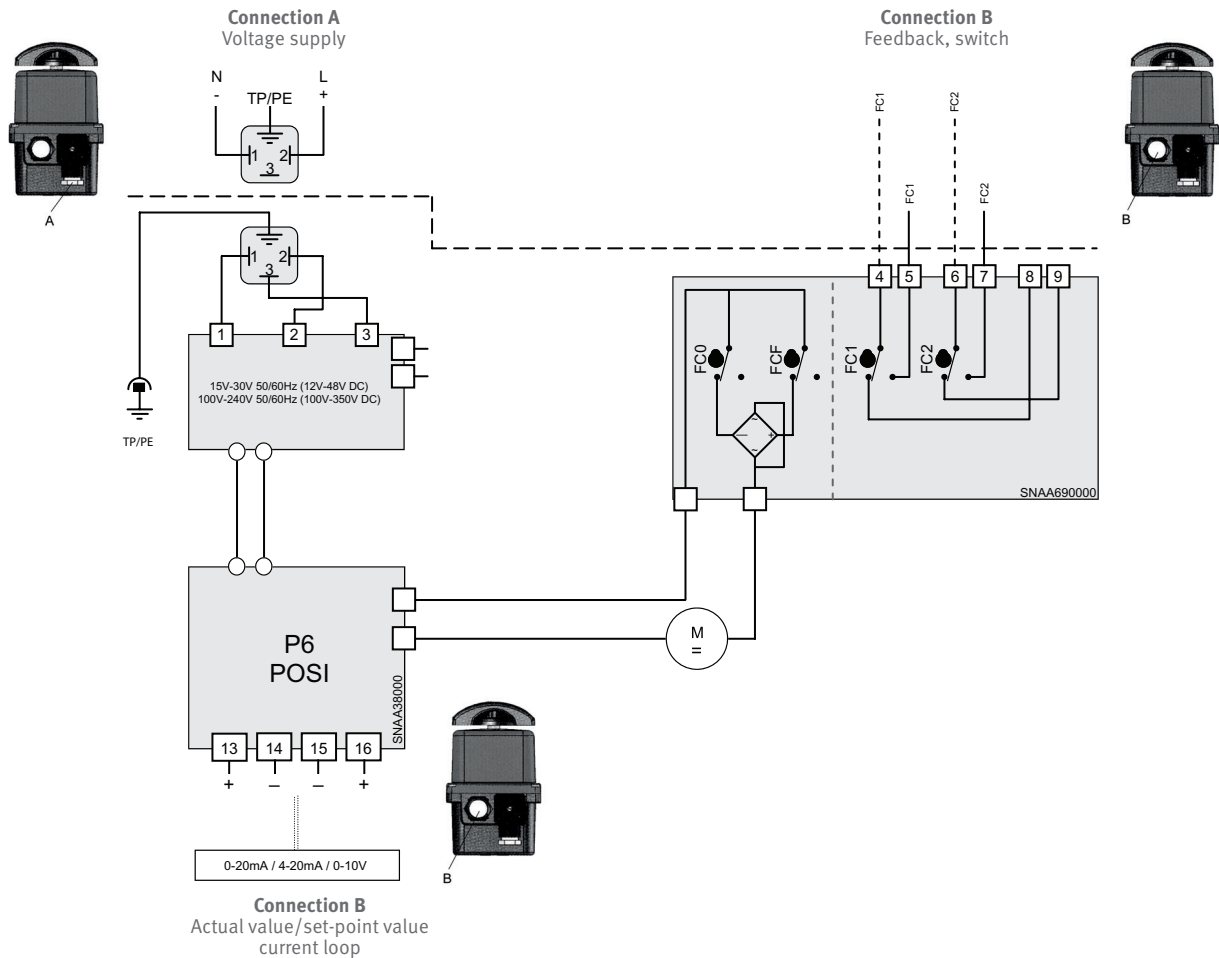 Connection A
Voltage supply
Connection B
Feedback, switch
N
-
TP/PE
L
+
1
2
3
A
FC1
FC2
FC1
FC2
B
1
2
3
4
5
6
7
8
9
1
2
3
15V-30V 50/60Hz (12V-48V DC)
100V-240V 50/60Hz (100V-350V DC)
TP/PE
FC0
FCF
FC1
FC2
~
—
+
~
SNAA690000
P6
POSI
SNAA38000
M
=
13
14
15
16
+
–
–
+
0-20mA / 4-20mA / 0-10V
B
Connection B
Actual value/set-point value
current loop